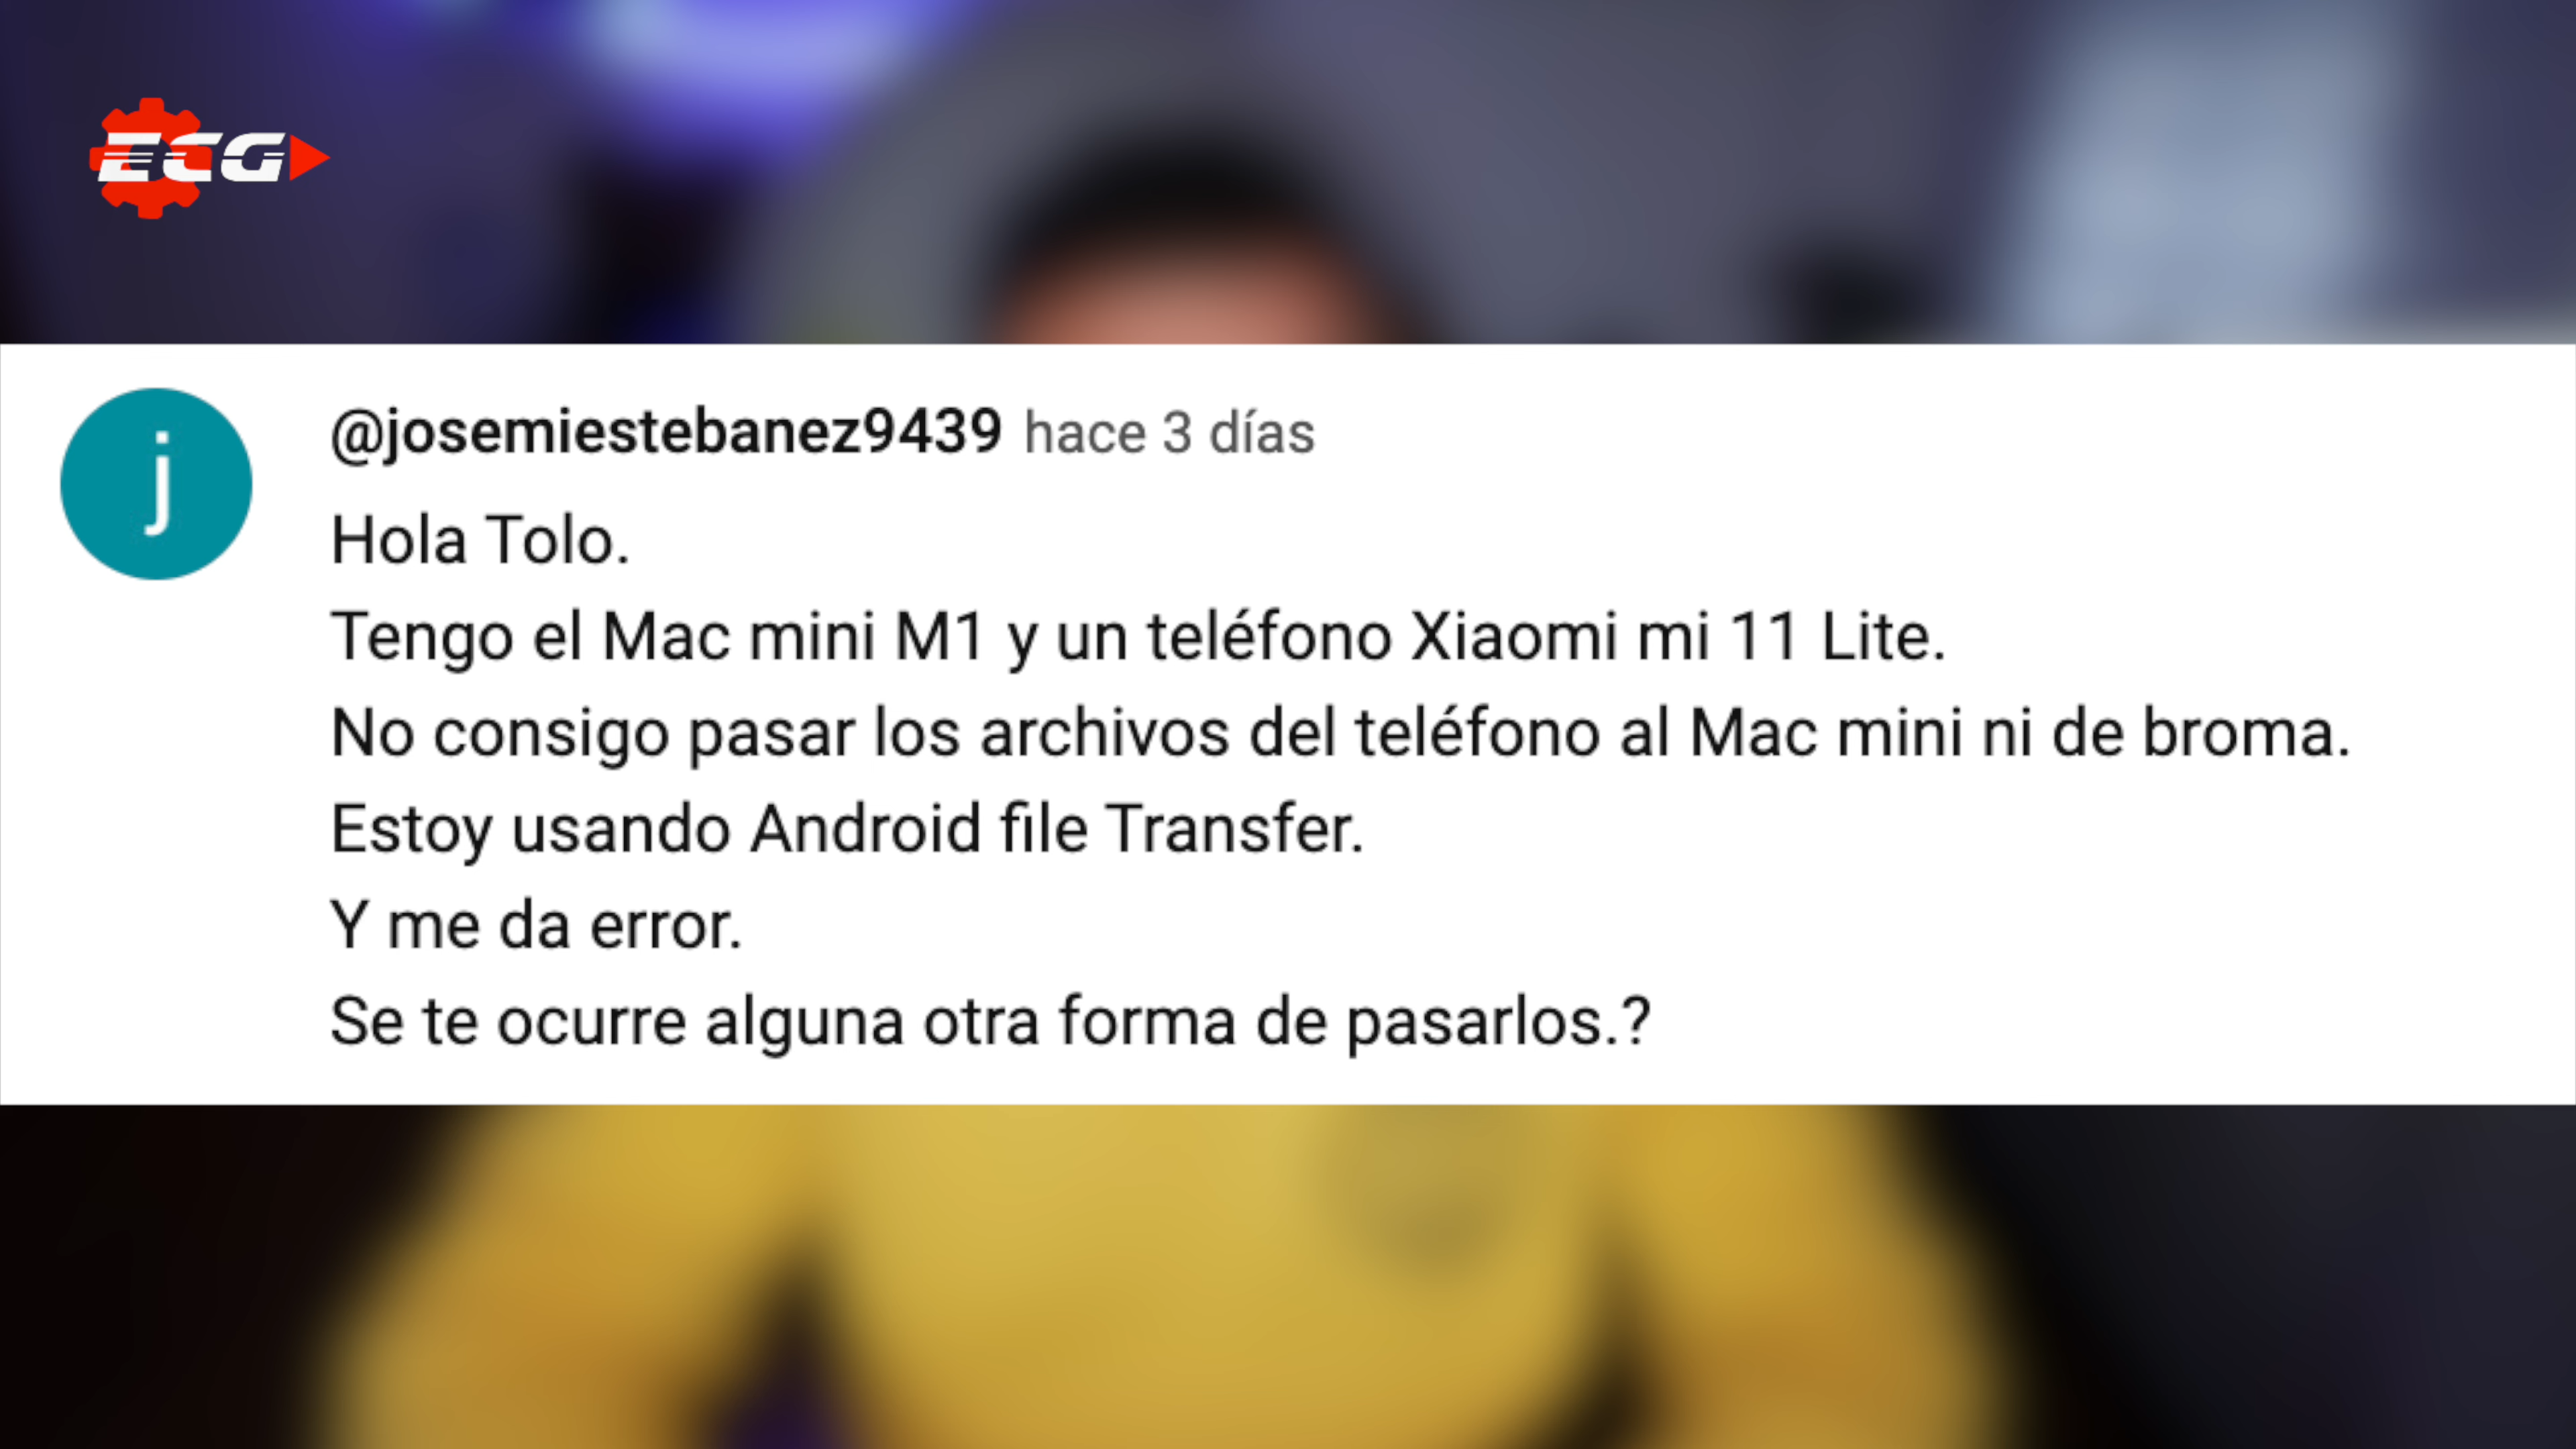 ECG
j
@josemiestebanez9439 hace 3 días
Hola Tolo.
Tengo el Mac mini M1 y un teléfono Xiaomi mi 11 Lite.
No consigo pasar los archivos del teléfono al Mac mini ni de broma.
Estoy usando Android file Transfer.
Y me da error.
Se te ocurre alguna otra forma de pasarlos.?